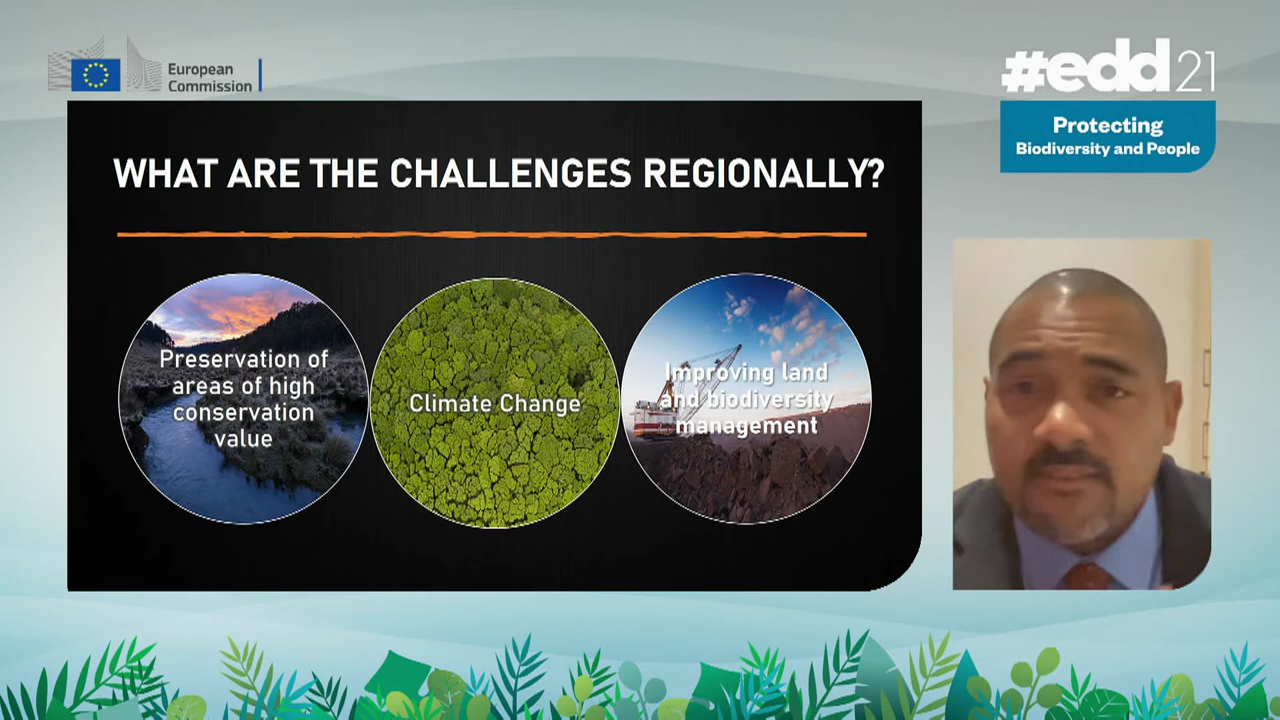 European
Commission
#edd21
Protecting
Biodiversity and People
WHAT ARE THE CHALLENGES REGIONALLY?
Preservation of
areas of high
conservation
value
Climate Change
Improving land
and biodiversity
management